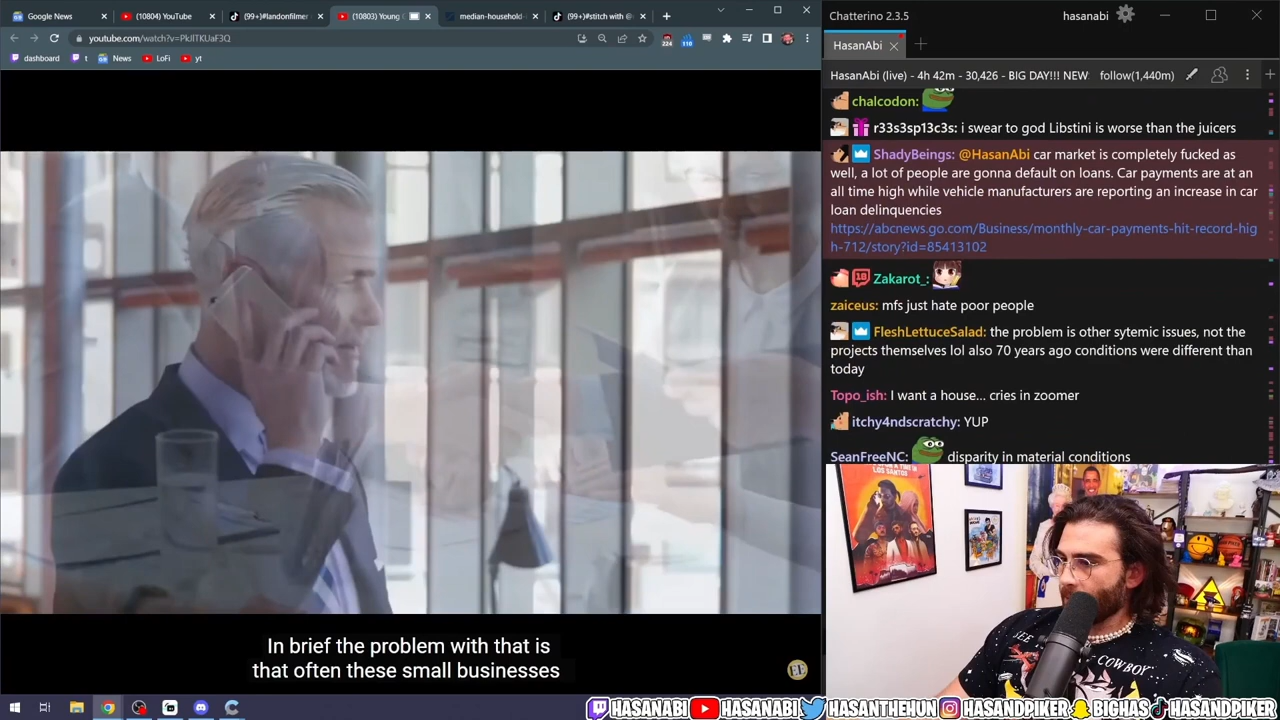 Google News
(10804) YouTube
(99+)#landonfilmer
(10803) Young
median-household-
(99+)#stitch with @
youtube.com/watch?v=PkJlTKUaF3Q
224
110
dashboard
t
News
LoFi
yt
In brief the problem with that is
that often these small businesses
Chatterino 2.3.5
hasanabi
HasanAbi
HasanAbi (live) - 4h 42m - 30,426 - BIG DAY!!! NEW
follow(1,440m)
chalcodon:
r33s3sp13c3s: i swear to god Libstini is worse than the juicers
ShadyBeings: @HasanAbi car market is completely fucked as
well, a lot of people are gonna default on loans. Car payments are at an
all time high while vehicle manufacturers are reporting an increase in car
loan delinquencies
https://abcnews.go.com/Business/monthly-car-payments-hit-record-hig
h-712/story?id=85413102
Zakarot_:
zaiceus: mfs just hate poor people
FleshLettuceSalad: the problem is other sytemic issues, not the
projects themselves lol also 70 years ago conditions were different than
today
Topo_ish: I want a house... cries in zoomer
itchy4ndscratchy: YUP
SeanFreeNC: disparity in material conditions
LOS SANTOS
SEE
COWBOY
HASANABI
HASANABI
HASANTHEHUN
HASANDPIKER
BIGHAS
HASANDPIKER